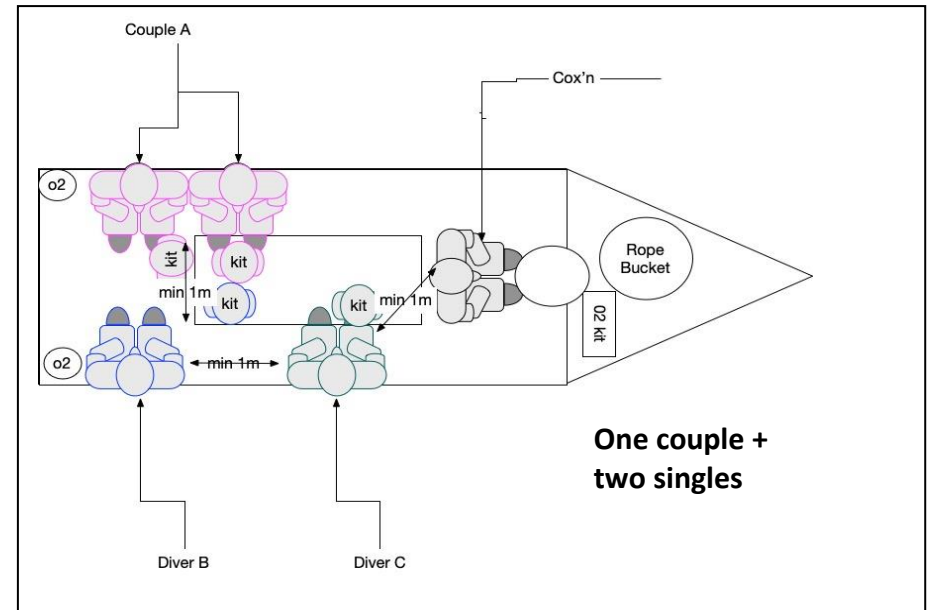 Couple A
Cox'n
o2
kit
kit
min 1m
kit
kit
min 1m
Rope
Bucket
O2 kit
o2
min 1m
One couple +
two singles
Diver B
Diver C